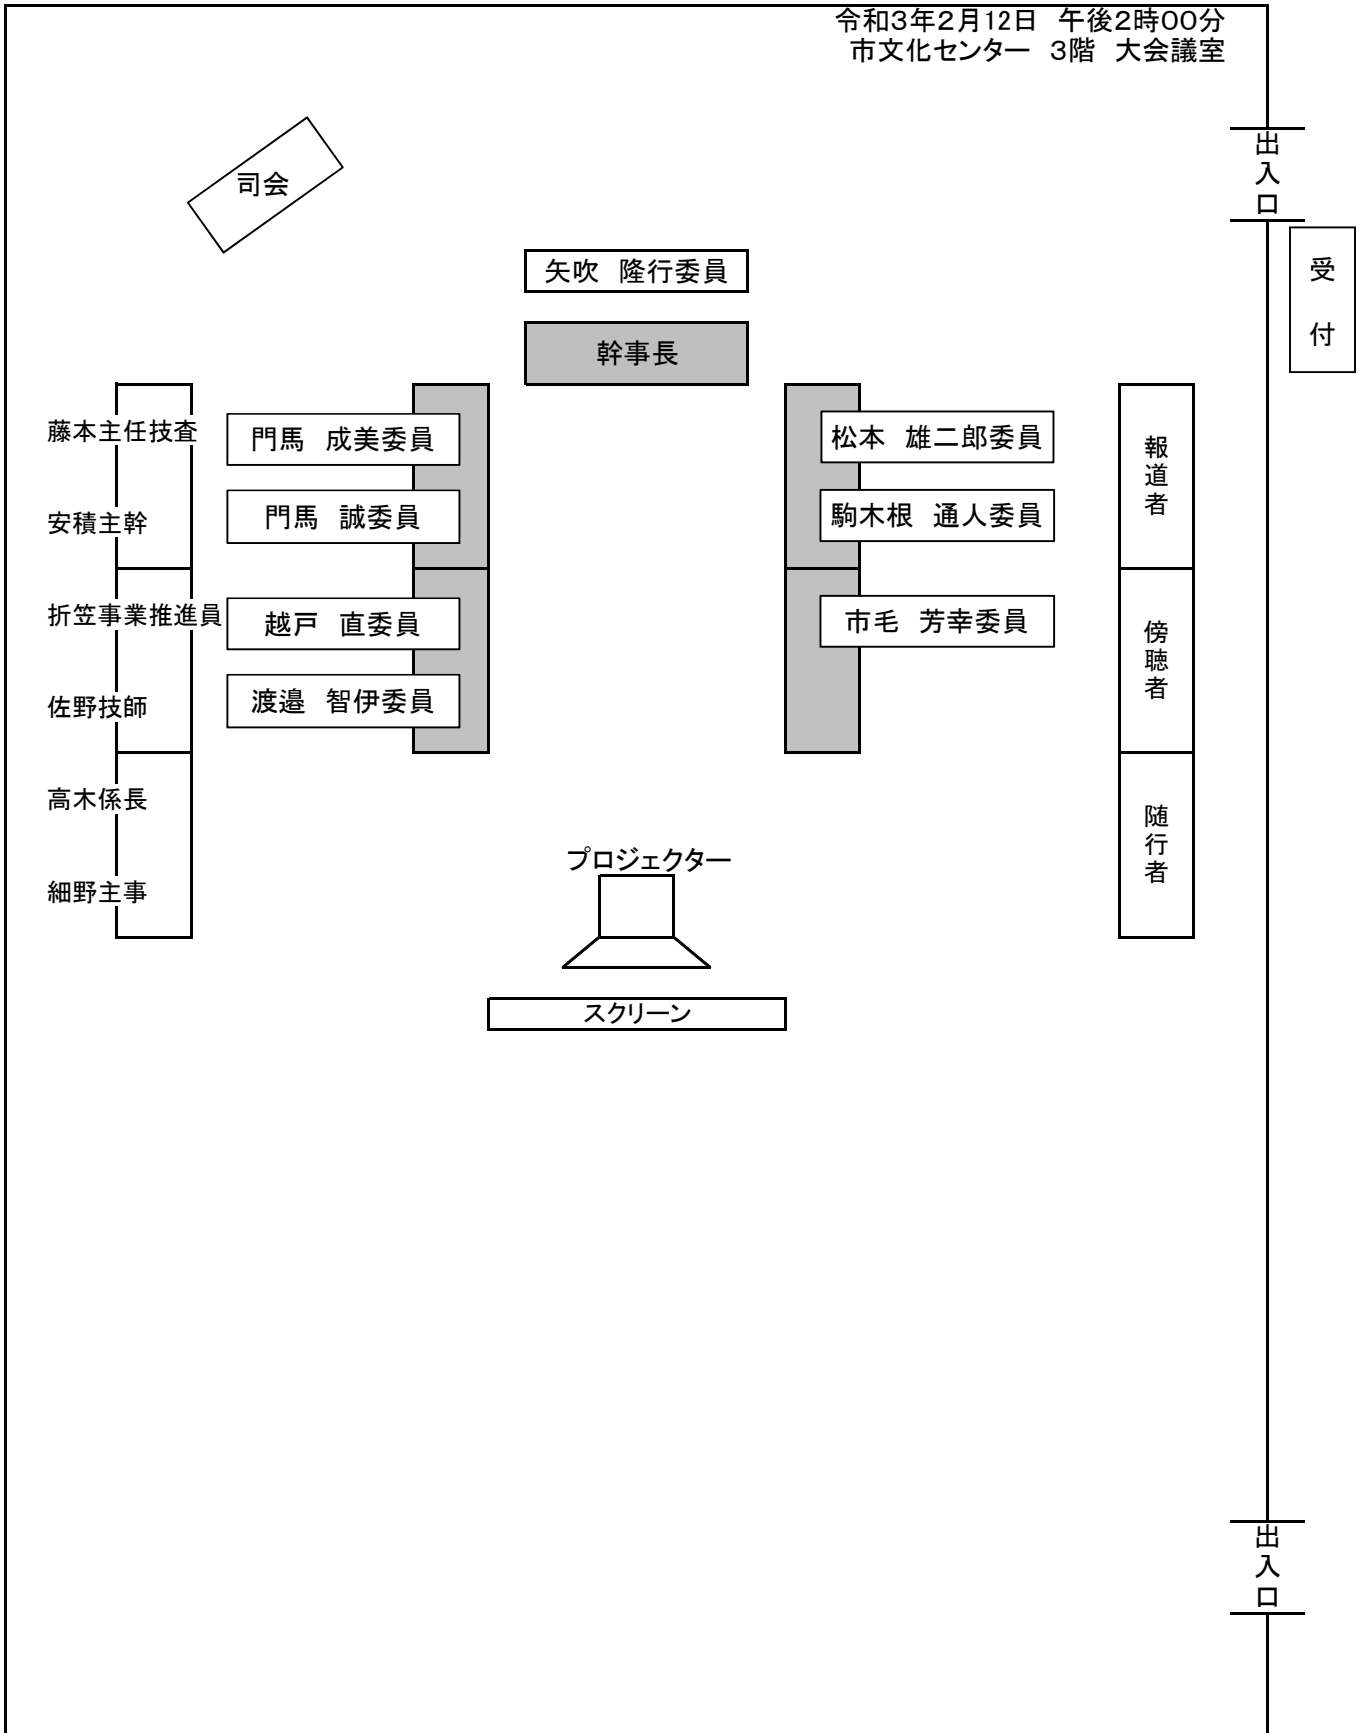 令和3年2月12日　午後2時00分
市文化センター　3階　大会議室
出入口
司会
受付
矢吹　隆行委員
幹事長
藤本主任技査
門馬　成美委員
松本　雄二郎委員
報道者
安積主幹
門馬　誠委員
駒木根　通人委員
折笠事業推進員
越戸　直委員
市毛　芳幸委員
傍聴者
佐野技師
渡邉　智伊委員
高木係長
随行者
プロジェクター
細野主事
スクリーン
出入口